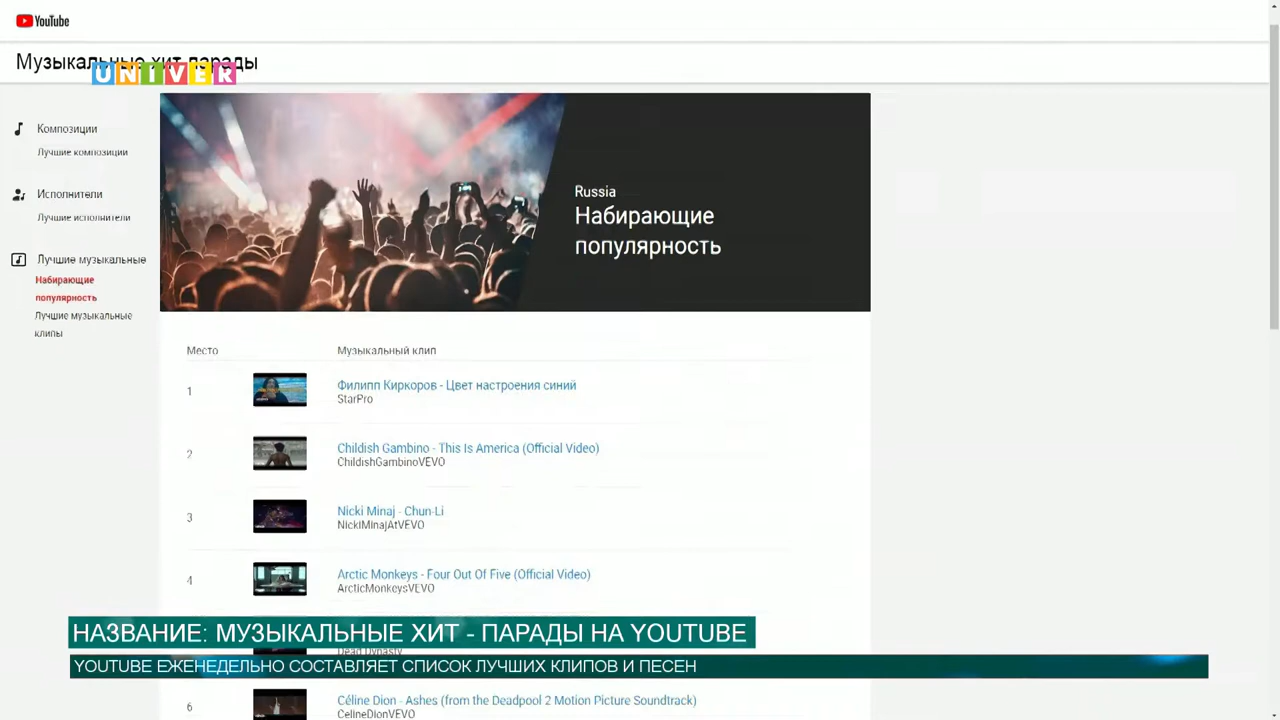 YouTube
Музыкальные хит парады
UNIVER
Композиции
Лучшие композиции
Исполнители
Лучшие исполнители
Лучшие музыкальные
Набирающие
популярность
Лучшие музыкальные
клипы
Russia
Набирающие
популярность
Место
Музыкальный клип
1
Филипп Киркоров - Цвет настроения синий
StarPro
2
Childish Gambino - This Is America (Official Video)
ChildishGambinoVEVO
3
Nicki Minaj - Chun-Li
NickiMinajAtVEVO
4
Arctic Monkeys - Four Out Of Five (Official Video)
ArcticMonkeysVEVO
НАЗВАНИЕ: МУЗЫКАЛЬНЫЕ ХИТ - ПАРАДЫ НА YOUTUBE
Dead Dynasty
YOUTUBE ЕЖЕНЕДЕЛЬНО СОСТАВЛЯЕТ СПИСОК ЛУЧШИХ КЛИПОВ И ПЕСЕН
6
Céline Dion - Ashes (from the Deadpool 2 Motion Picture Soundtrack)
CelineDionVEVO